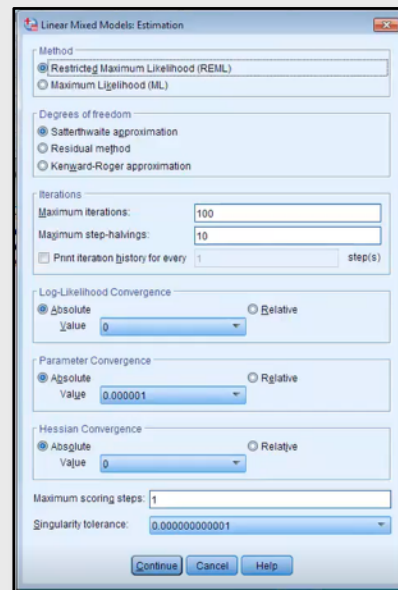 Linear Mixed Models: Estimation
Method
Restricted Maximum Likelihood (REML)
Maximum Likelihood (ML)
Degrees of freedom
Satterthwaite approximation
Residual method
Kenward-Roger approximation
Iterations
Maximum iterations: 100
Maximum step-halvings: 10
Print iteration history for every 1 step(s)
Log-Likelihood Convergence
Absolute Relative
Value 0
Parameter Convergence
Absolute Relative
Value 0.000001
Hessian Convergence
Absolute Relative
Value 0
Maximum scoring steps: 1
Singularity tolerance: 0.000000000001
Continue Cancel Help